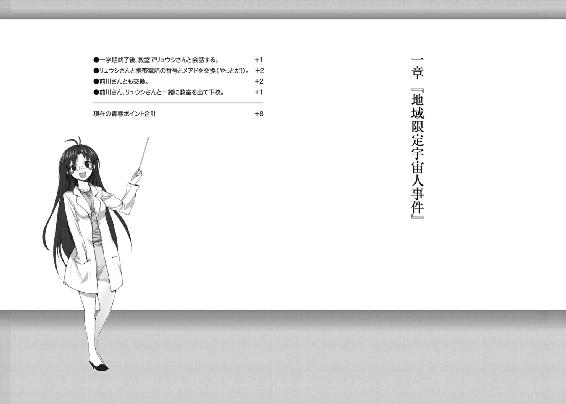 一章『地域限定宇宙人事件』
●一学期終了後、教室でリュウシさんと会話する。 +1
●リュウシさんと携帯電話の番号とメアドを交換(やっとだ!)。 +2
●前川さんとも交換。 +2
●前川さん、リュウシさんと一緒に教室を出て下校。 +1
現在の青春ポイント合計 +8